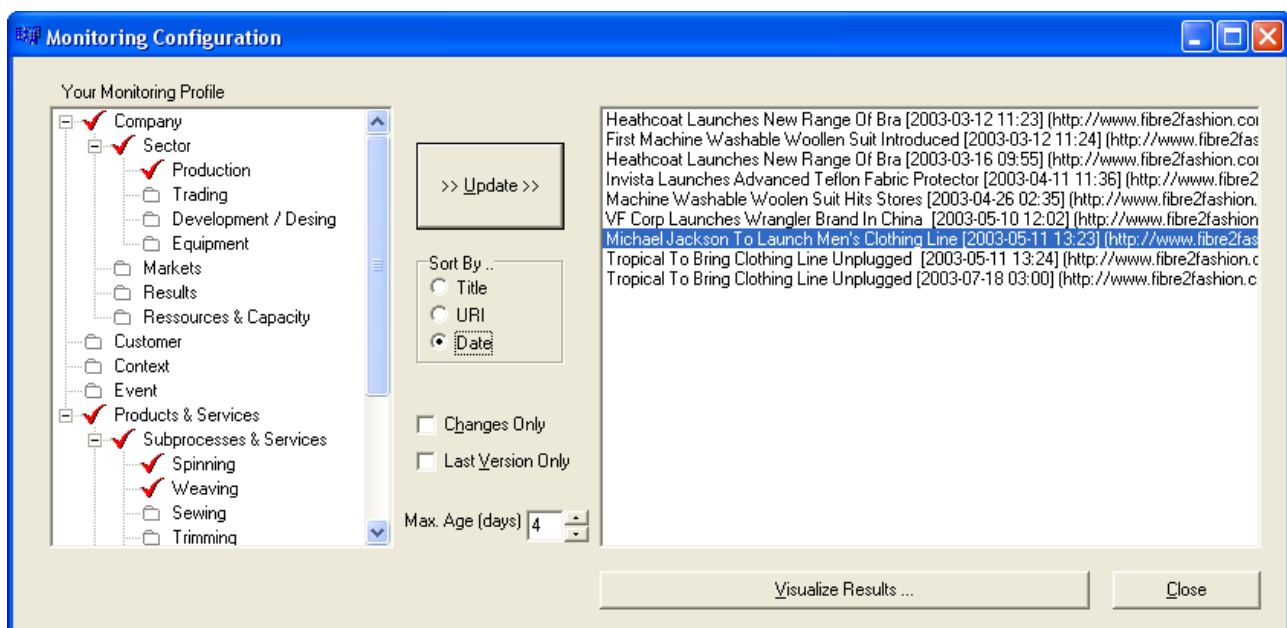 Monitoring Configuration
Your Monitoring Profile
Company
Sector
Production
Trading
Development / Desing
Equipment
Markets
Results
Ressources & Capacity
Customer
Context
Event
Products & Services
Subprocesses & Services
Spinning
Weaving
Sewing
Trimming
>> Update >>
Sort By ..
Title
URI
Date
Changes Only
Last Version Only
Max. Age (days) 4
Heathcoat Launches New Range Of Bra [2003-03-12 11:23] (http://www.fibre2fashion.com
First Machine Washable Woollen Suit Introduced [2003-03-12 11:24] (http://www.fibre2fas
Heathcoat Launches New Range Of Bra [2003-03-16 09:55] (http://www.fibre2fashion.com
Invista Launches Advanced Teflon Fabric Protector [2003-04-11 11:36] (http://www.fibre2
Machine Washable Woolen Suit Hits Stores [2003-04-26 02:35] (http://www.fibre2fashion.
VF Corp Launches Wrangler Brand In China [2003-05-10 12:02] (http://www.fibre2fashion
Michael Jackson To Launch Men's Clothing Line [2003-05-11 13:23] (http://www.fibre2fas
Tropical To Bring Clothing Line Unplugged [2003-05-11 13:24] (http://www.fibre2fashion.c
Tropical To Bring Clothing Line Unplugged [2003-07-18 03:00] (http://www.fibre2fashion.c
Visualize Results ...
Close